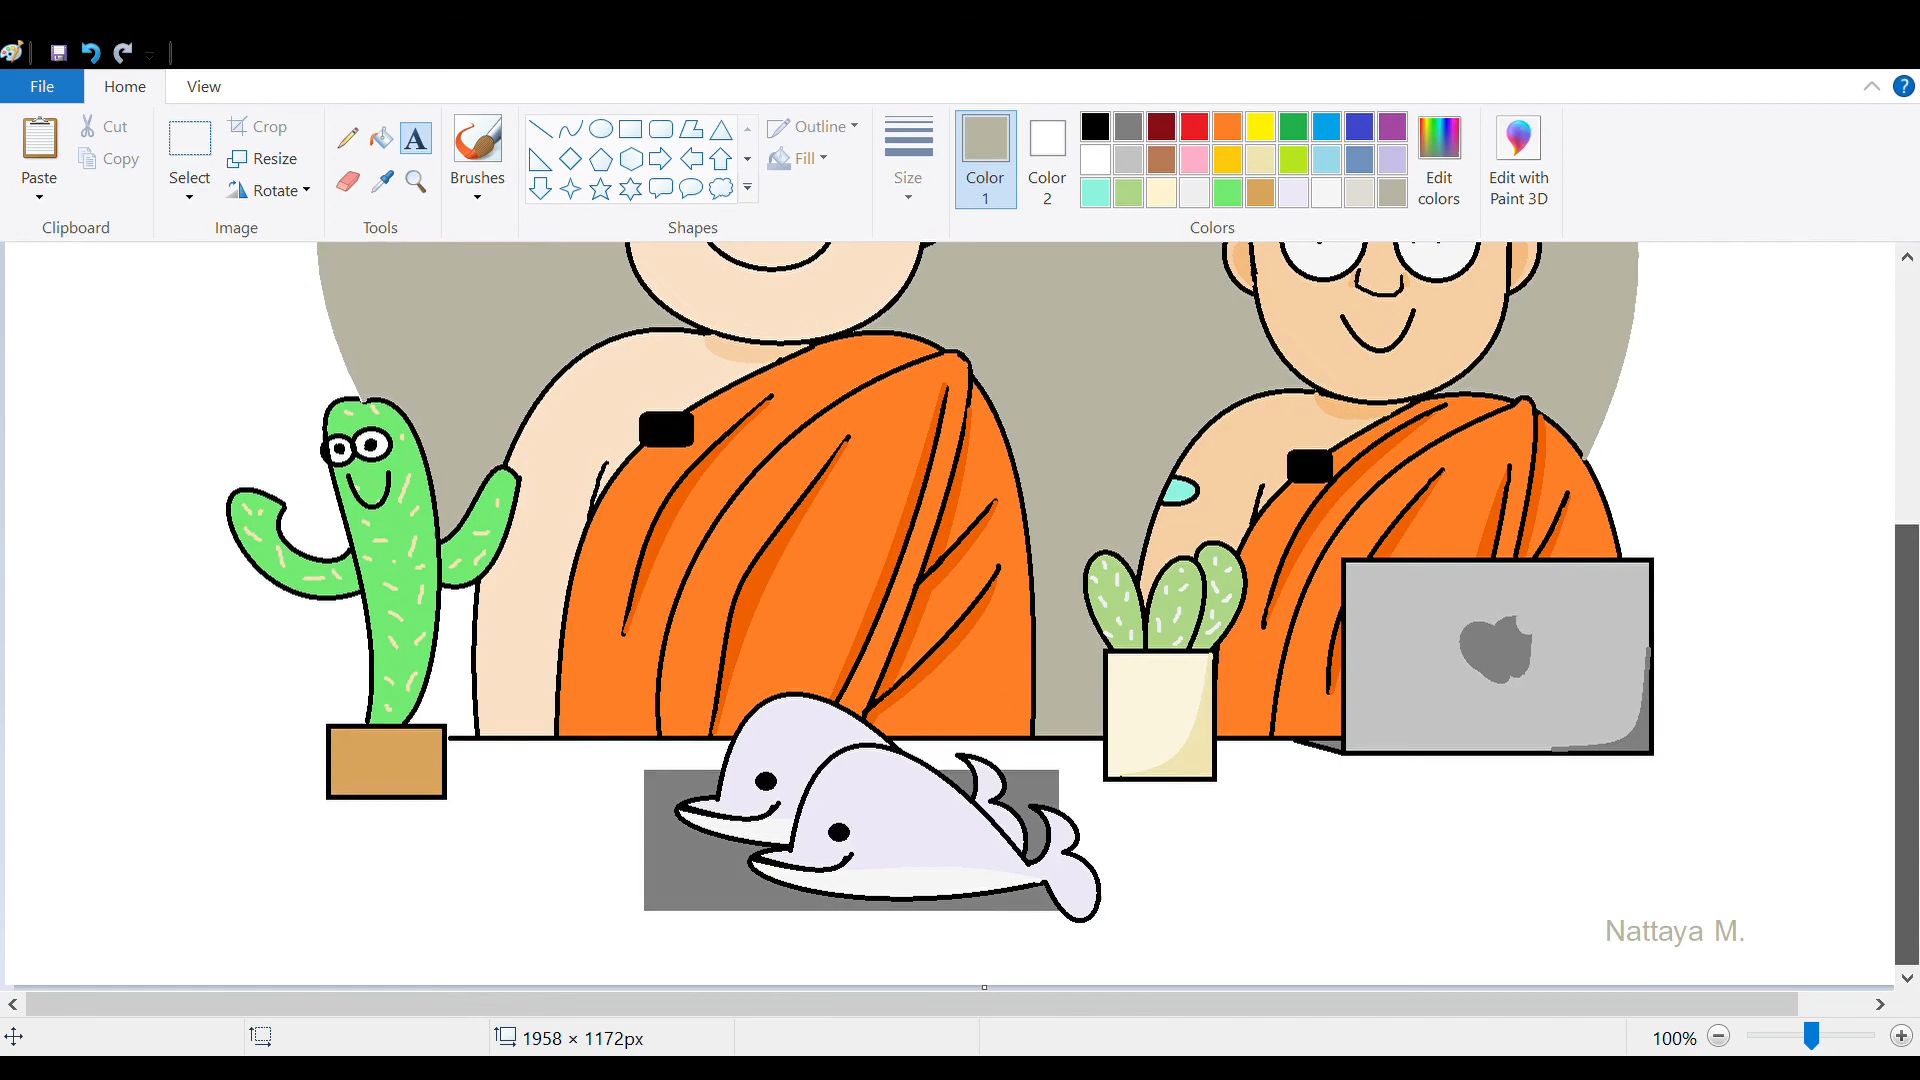 File Home View
Paste
Cut
Copy
Clipboard
Select
Crop
Resize
Rotate
Image
A
Tools
Brushes
Shapes
Outline
Fill
Size
Color
1
Color
2
Colors
Edit
colors
Edit with
Paint 3D
?
Nattaya M.
1958 × 1172px
100%